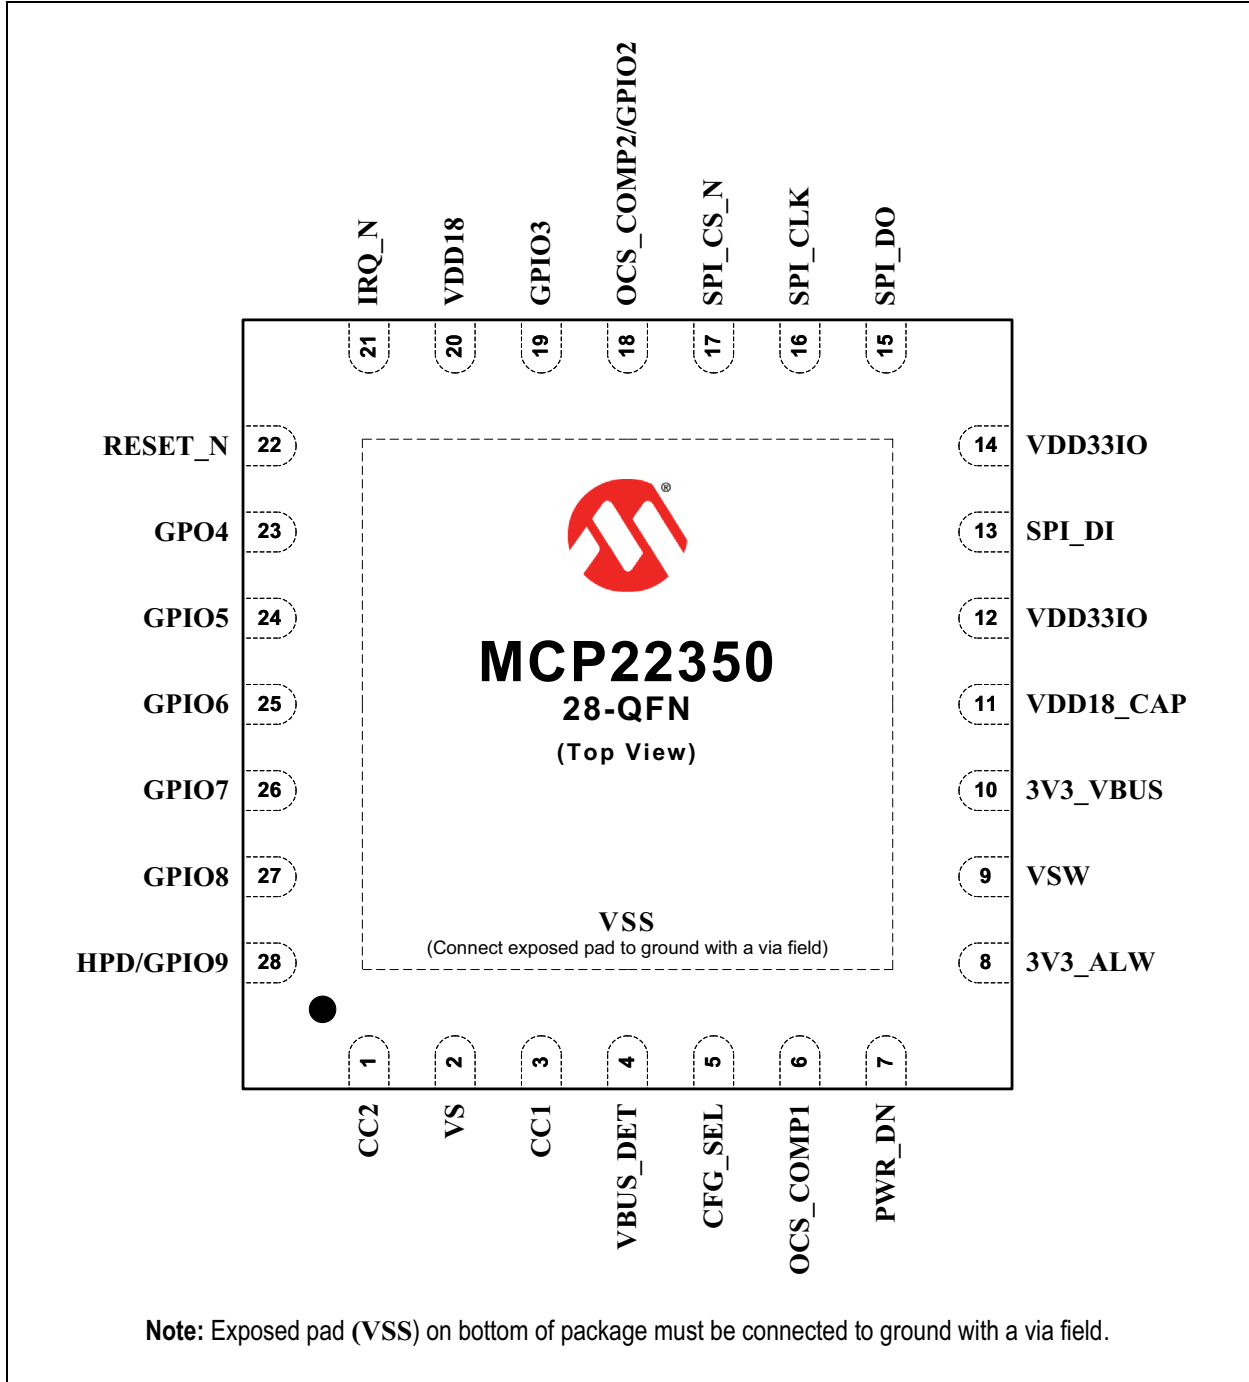 IRQ_N
VDD18
GPIO3
OCS_COMP2/GPIO2
SPI_CS_N
SPI_CLK
SPI_DO
21
20
19
18
17
16
15
RESET_N 22
14 VDD33IO
GPO4 23
13 SPI_DI
GPIO5 24
12 VDD33IO
GPIO6 25
11 VDD18_CAP
GPIO7 26
10 3V3_VBUS
GPIO8 27
9 VSW
HPD/GPIO9 28
8 3V3_ALW
®
MCP22350
28-QFN
(Top View)
VSS
(Connect exposed pad to ground with a via field)
1
2
3
4
5
6
7
CC2
VS
CC1
VBUS_DET
CFG_SEL
OCS_COMP1
PWR_DN
Note: Exposed pad (VSS) on bottom of package must be connected to ground with a via field.